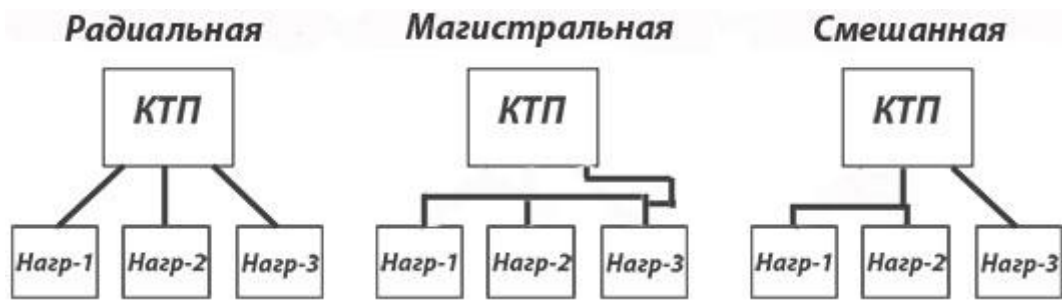 Радиальная Магистральная Смешанная
КТП КТП КТП
Нагр-1 Нагр-2 Нагр-3 Нагр-1 Нагр-2 Нагр-3 Нагр-1 Нагр-2 Нагр-3